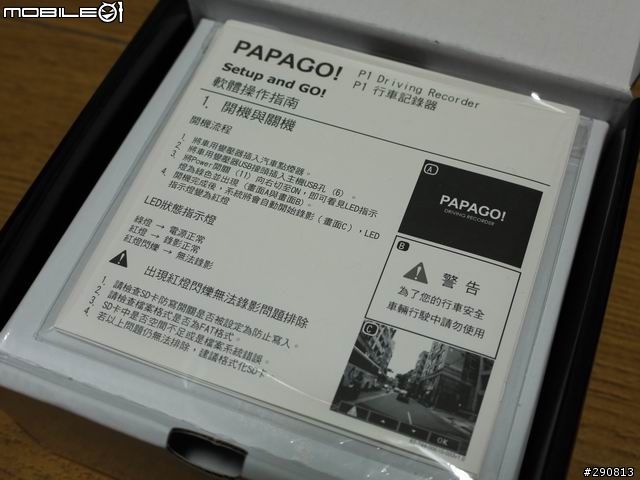 MOBILE01
PAPAGO! P1 Driving Recorder
Setup and GO! P1 行車記錄器
軟體操作指南
1. 開機與關機
開機流程
1. 將車用變壓器插入汽車點煙器。
2. 將車用變壓器USB接頭插入主機USB孔(6)。
3. 將Power開關(11)向右切至ON,即可看見LED指示
燈為綠色並出現(畫面A與畫面B)。
4. 開機完成後,系統將會自動開始錄影(畫面C),LED
指示燈變為紅燈
LED狀態指示燈
綠燈 → 電源正常
紅燈 → 錄影正常
紅燈閃爍 → 無法錄影
出現紅燈閃爍無法錄影問題排除
1. 請檢查SD卡防寫開關是否被設定為防止寫入。
2. 請檢查檔案格式是否為FAT格式。
3. SD卡中是否空間不足或是檔案系統錯誤。
4. 若以上問題仍無法排除,建議格式化SD卡
A
PAPAGO!
DRIVING RECORDER
B
警告
為了您的行車安全
車輛行駛中請勿使用
C
OK
#290813